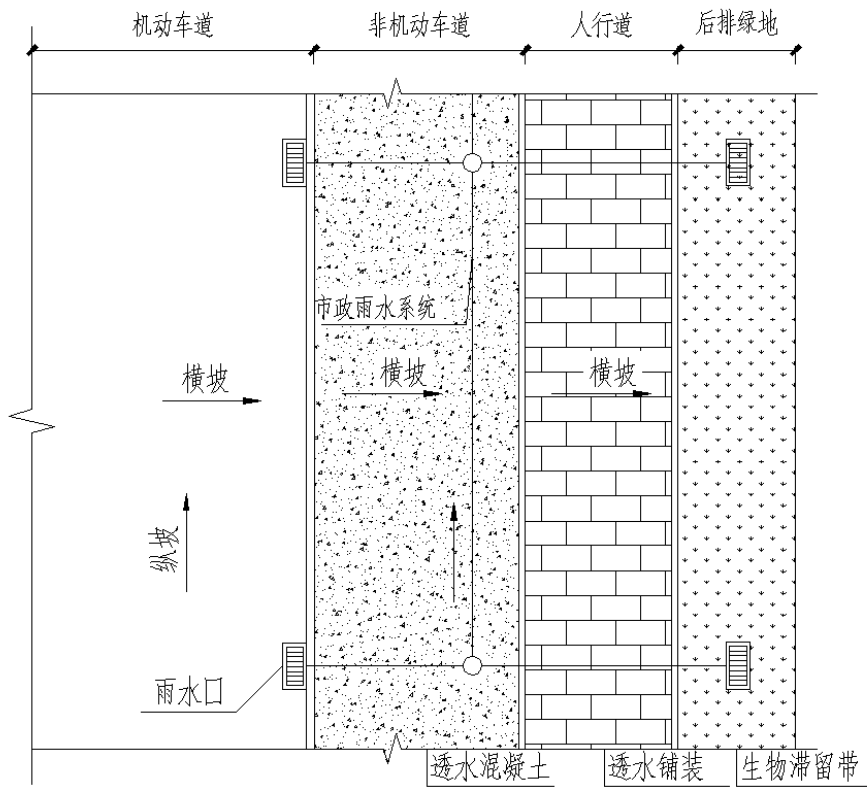 机动车道
非机动车道
人行道
后排绿地
市政雨水系统
横坡
横坡
横坡
纵坡
雨水口
透水混凝土
透水铺装
生物滞留带